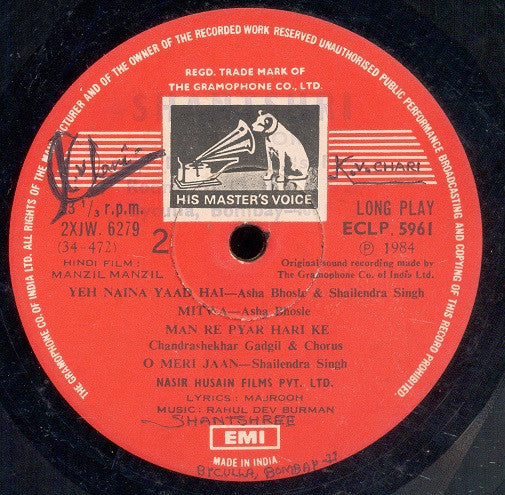 THE GRAMOPHONE CO. OF INDIA LTD. ALL RIGHTS OF THE MANUFACTURER AND OF THE OWNER OF THE RECORDED WORK RESERVED UNAUTHORISED PUBLIC PERFORMANCE BROADCASTING AND COPYING OF THIS RECORD PROHIBITED
REGD. TRADE MARK OF
THE GRAMOPHONE CO., LTD.
HIS MASTER'S VOICE
K.V. CHARI
33 1/3 r.p.m.
LONG PLAY
2XJW. 6279
2
ECLP. 5961
(34-472)
Ⓟ 1984
HINDI FILM:
MANZIL MANZIL
Original sound recording made by
The Gramophone Co. of India Ltd
YEH NAINA YAAD HAI—Asha Bhosle & Shailendra Singh
MITWA—Asha Bhosle
MAN RE PYAR HARI KE
Chandrashekhar Gadgil & Chorus
O MERI JAAN—Shailendra Singh
NASIR HUSAIN FILMS PVT. LTD.
LYRICS: MAJROOH
MUSIC: RAHUL DEV BURMAN
SHANTSHREE
EMI
MADE IN INDIA
BYCULLA, BOMBAY-27